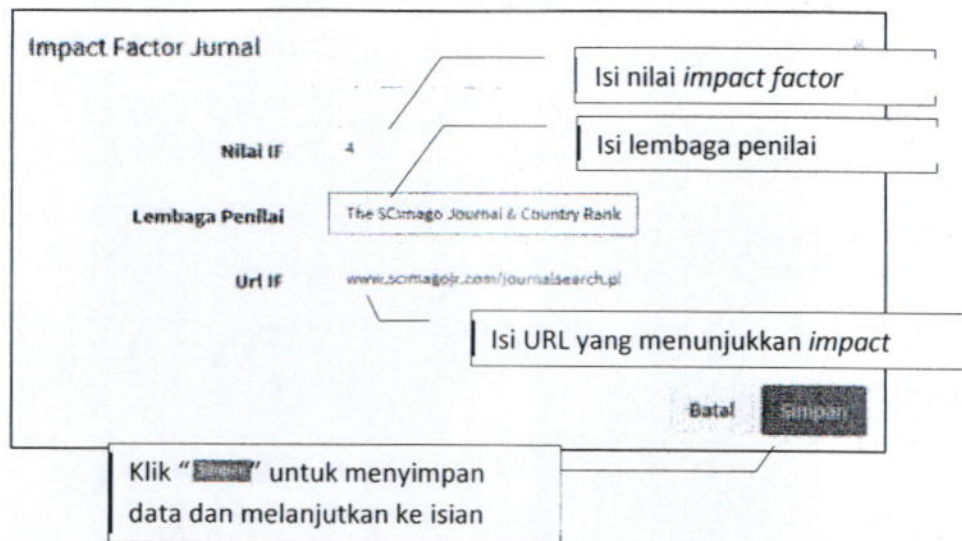 Impact Factor Jurnal
Isi nilai impact factor
Nilai IF 4
Isi lembaga penilai
Lembaga Penilai The SCImago Journal & Country Rank
Url IF www.scimagojr.com/journalsearch.pl
Isi URL yang menunjukkan impact
Batal Simpan
Klik "" untuk menyimpan
data dan melanjutkan ke isian